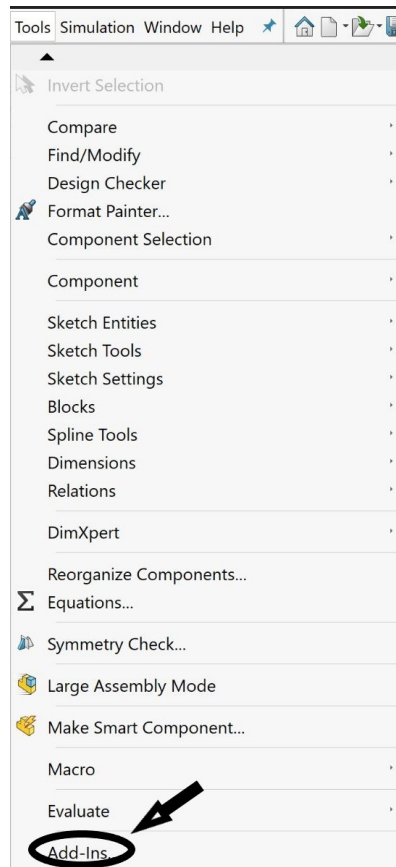 Tools Simulation Window Help
Invert Selection
Compare
Find/Modify
Design Checker
Format Painter...
Component Selection
Component
Sketch Entities
Sketch Tools
Sketch Settings
Blocks
Spline Tools
Dimensions
Relations
DimXpert
Reorganize Components...
Σ Equations...
Symmetry Check...
Large Assembly Mode
Make Smart Component...
Macro
Evaluate
Add-Ins..